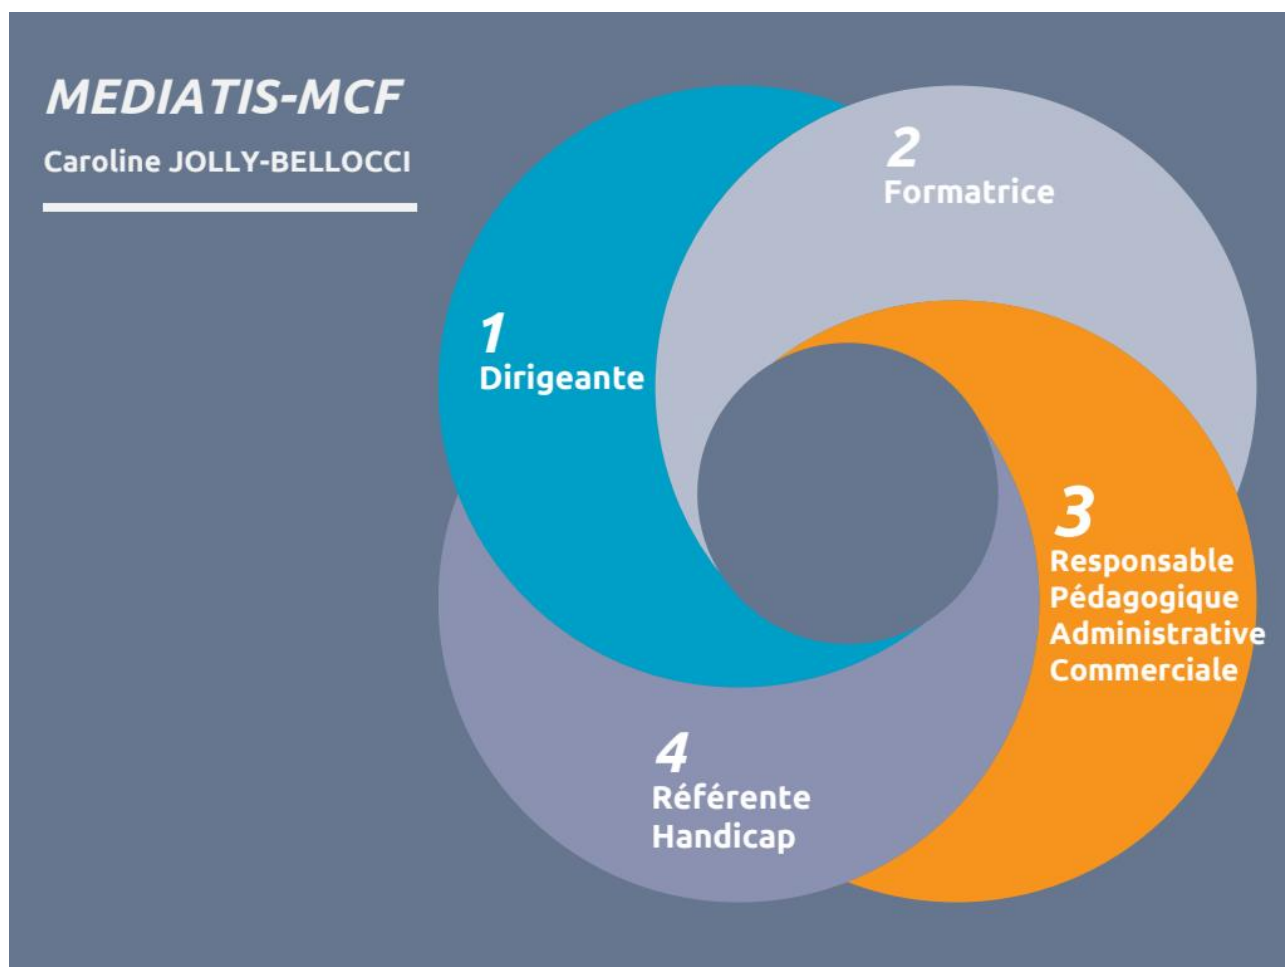 MEDIATIS-MCF
Caroline JOLLY-BELLOCCI
1
Dirigeante
2
Formatrice
3
Responsable
Pédagogique
Administrative
Commerciale
4
Référente
Handicap